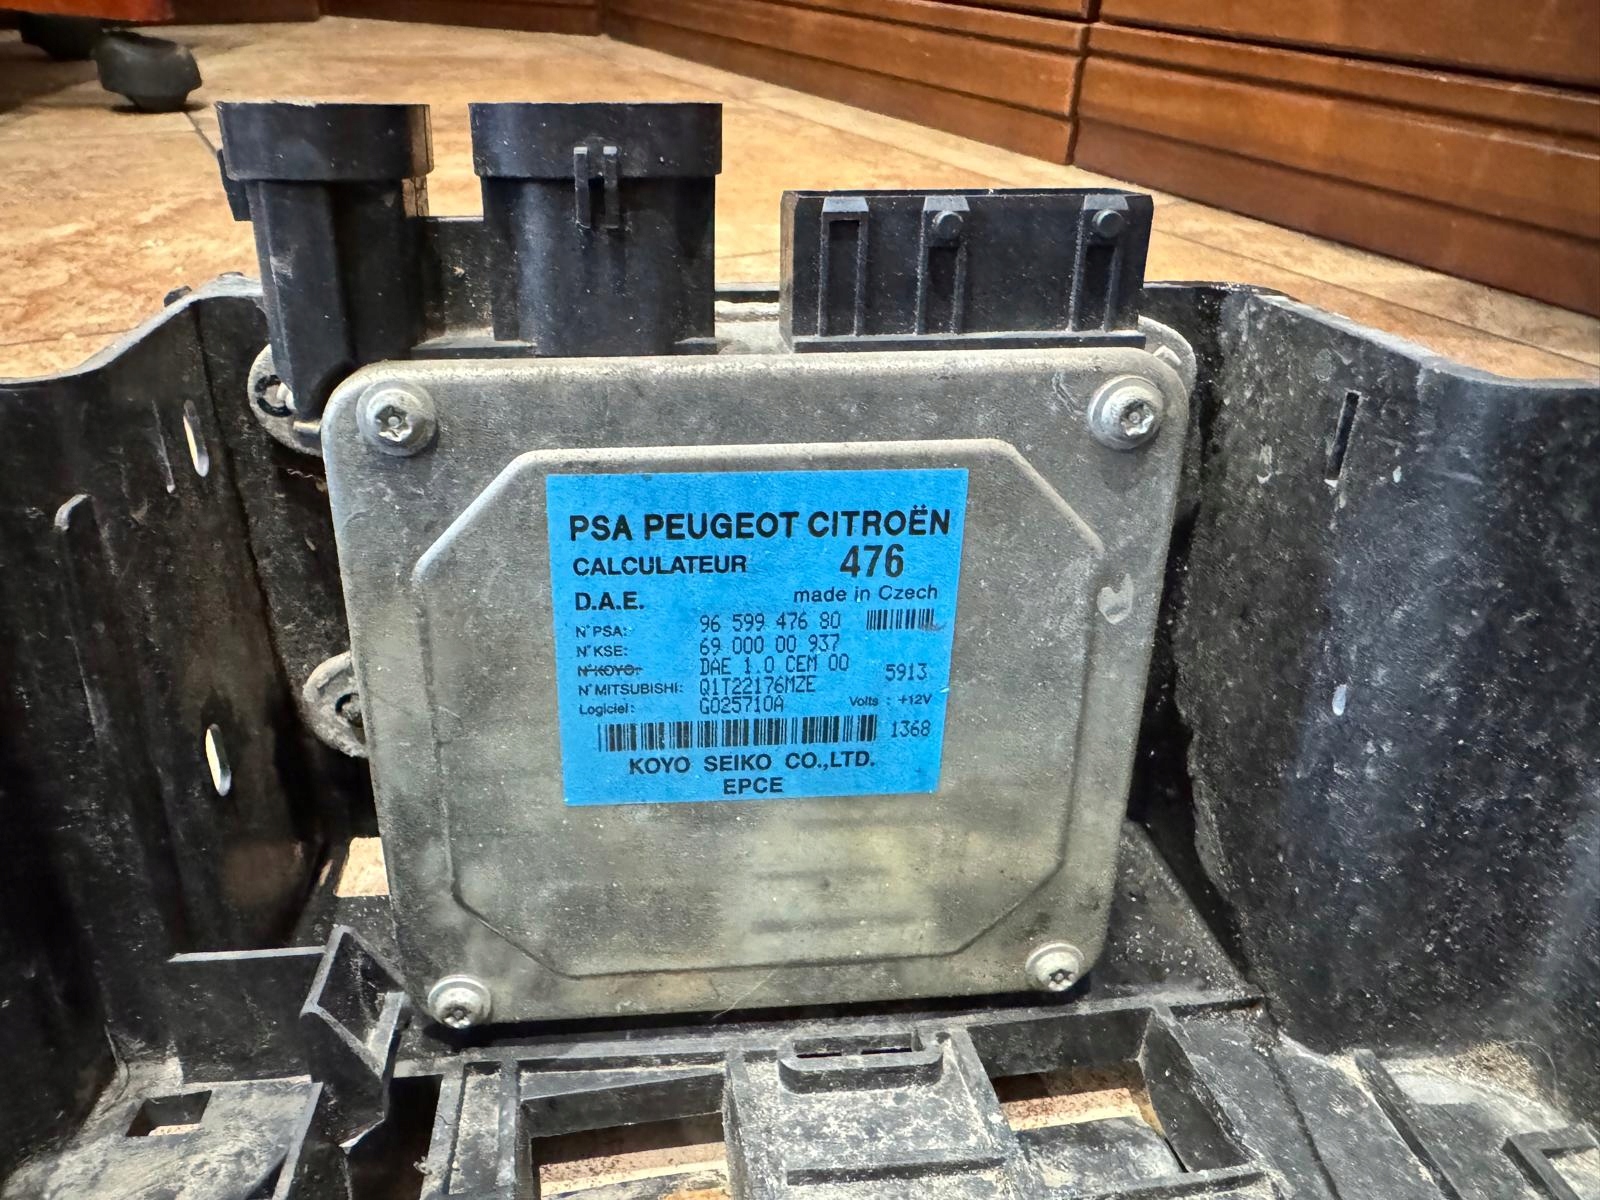 PSA PEUGEOT CITROËN
CALCULATEUR 476
D.A.E. made in Czech
N°PSA: 96 599 476 80
N°KSE: 69 000 00 937
N°KOYO: DAE 1.0 CEM 00 5913
N°MITSUBISHI: Q1T22176MZE
Logiciel: G025710A Volts : +12V
1368
KOYO SEIKO CO.,LTD.
EPCE